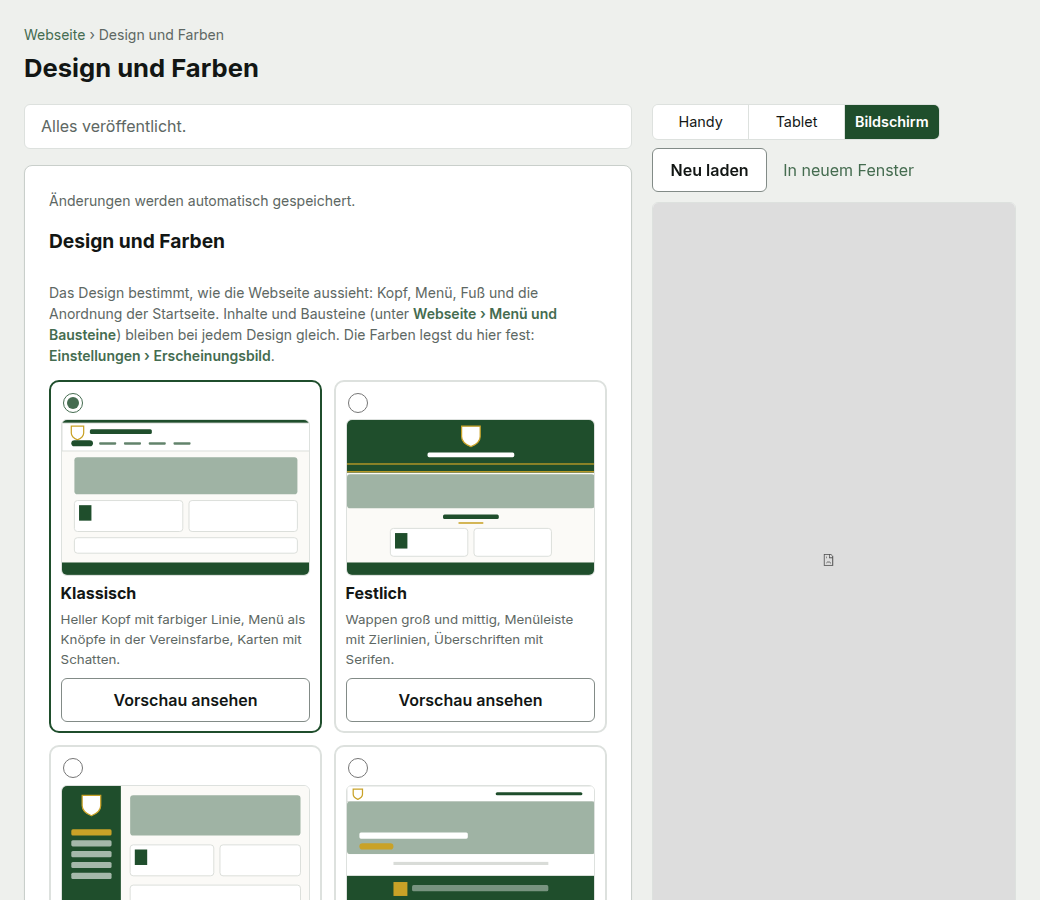 Webseite › Design und Farben
Design und Farben
Alles veröffentlicht.
Handy
Tablet
Bildschirm
Neu laden
In neuem Fenster
Änderungen werden automatisch gespeichert.
Design und Farben
Das Design bestimmt, wie die Webseite aussieht: Kopf, Menü, Fuß und die
Anordnung der Startseite. Inhalte und Bausteine (unter Webseite › Menü und
Bausteine) bleiben bei jedem Design gleich. Die Farben legst du hier fest:
Einstellungen › Erscheinungsbild.
Klassisch
Heller Kopf mit farbiger Linie, Menü als
Knöpfe in der Vereinsfarbe, Karten mit
Schatten.
Vorschau ansehen
Festlich
Wappen groß und mittig, Menüleiste
mit Zierlinien, Überschriften mit
Serifen.
Vorschau ansehen